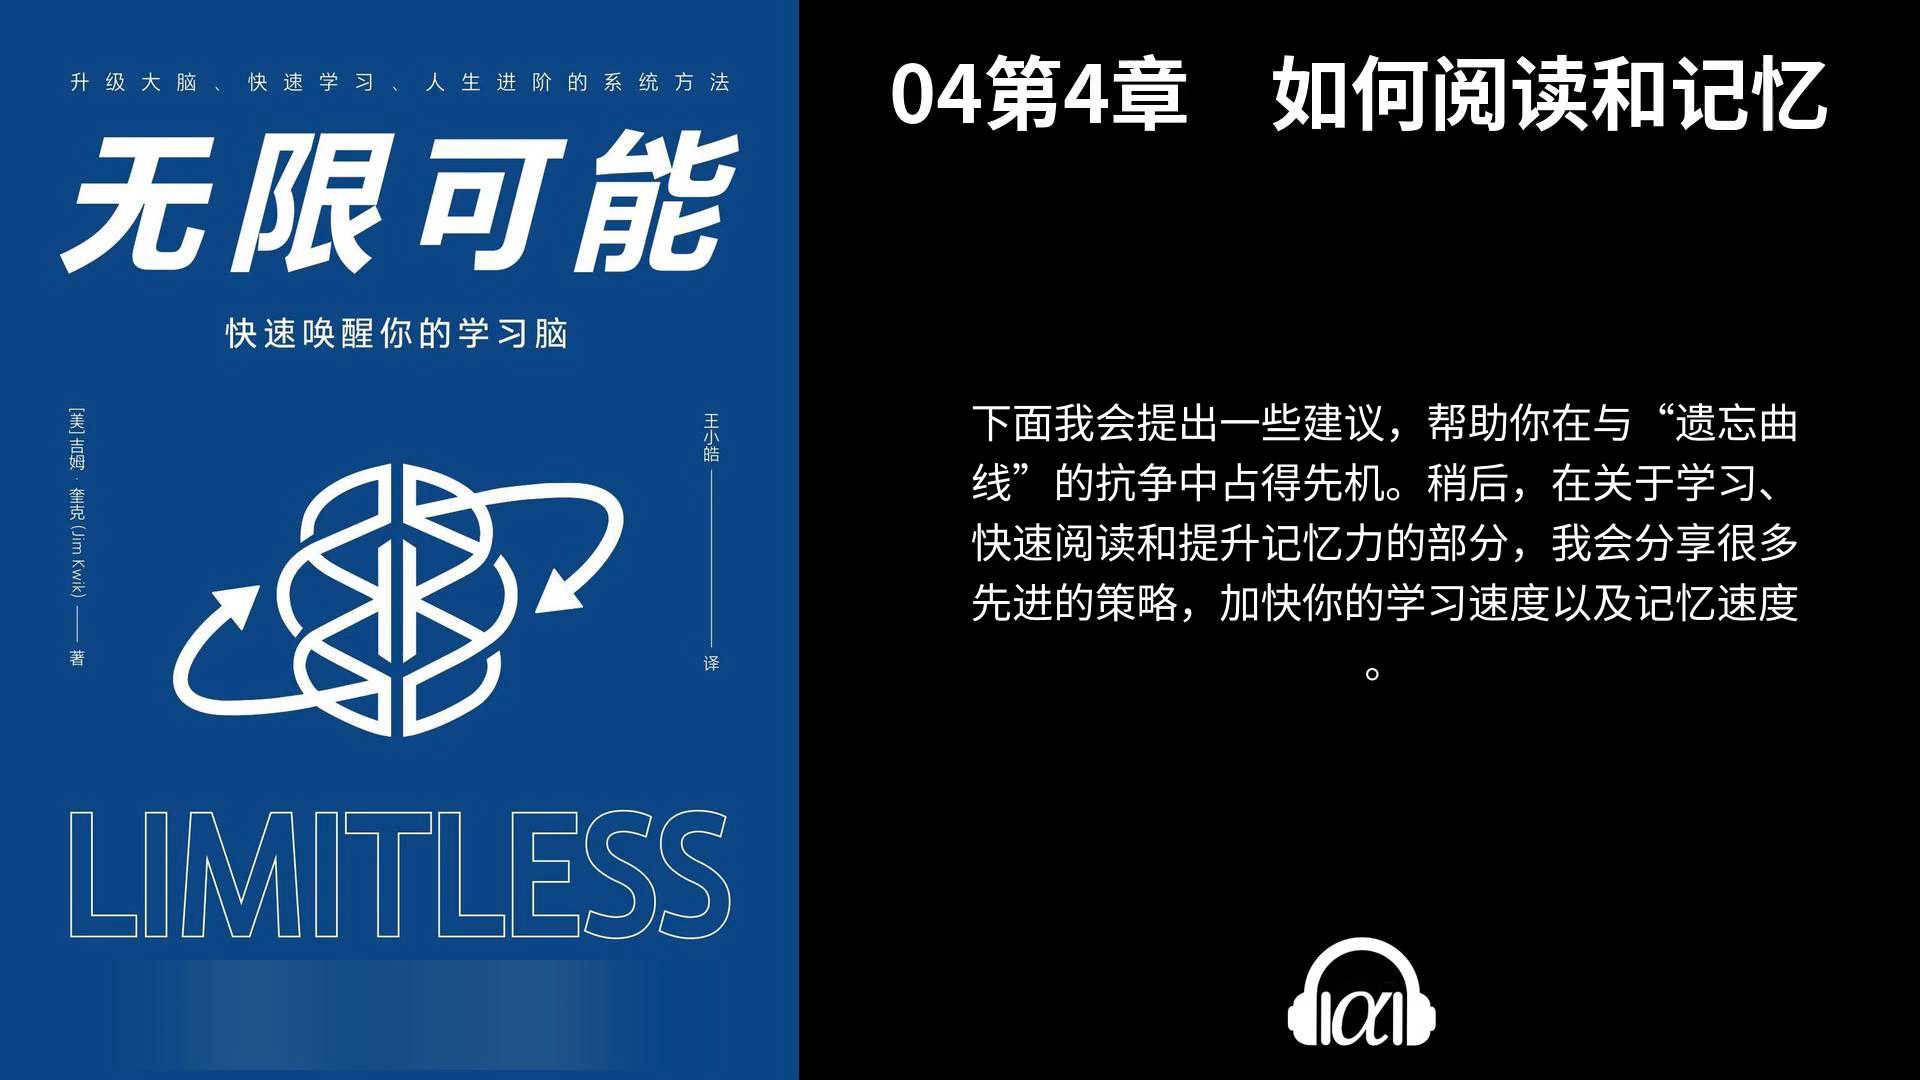 升级大脑、快速学习、人生进阶的系统方法
无限可能
快速唤醒你的学习脑
[美]吉姆·奎克(Jim Kwik)——著
王小皓——译
LIMITLESS
04第4章　如何阅读和记忆
下面我会提出一些建议，帮助你在与“遗忘曲
线”的抗争中占得先机。稍后，在关于学习、
快速阅读和提升记忆力的部分，我会分享很多
先进的策略，加快你的学习速度以及记忆速度
。